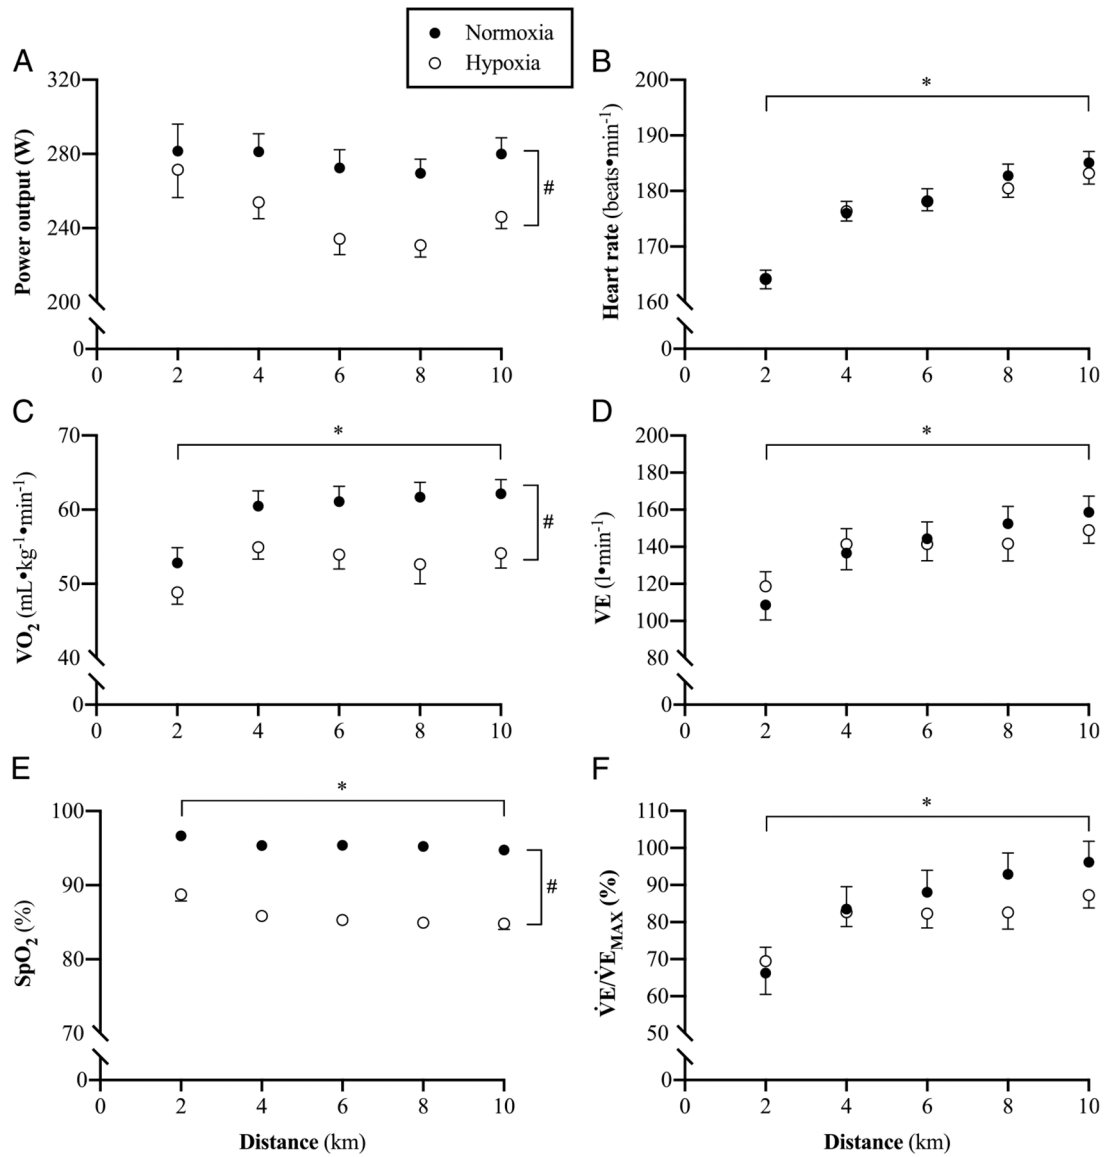 Normoxia
Hypoxia
A
Power output (W)
320
280
240
200
0
0 2 4 6 8 10
#
B
Heart rate (beats•min-1)
200
190
180
170
160
0
0 2 4 6 8 10
*
C
VO2 (mL•kg-1•min-1)
70
60
50
40
0
0 2 4 6 8 10
*
#
D
VE (l•min-1)
200
160
140
120
100
80
0
0 2 4 6 8 10
*
E
SpO2 (%)
100
90
80
70
0
0 2 4 6 8 10
*
#
Distance (km)
F
V̇E/V̇EMAX (%)
110
100
90
80
70
60
50
0
0 2 4 6 8 10
*
Distance (km)